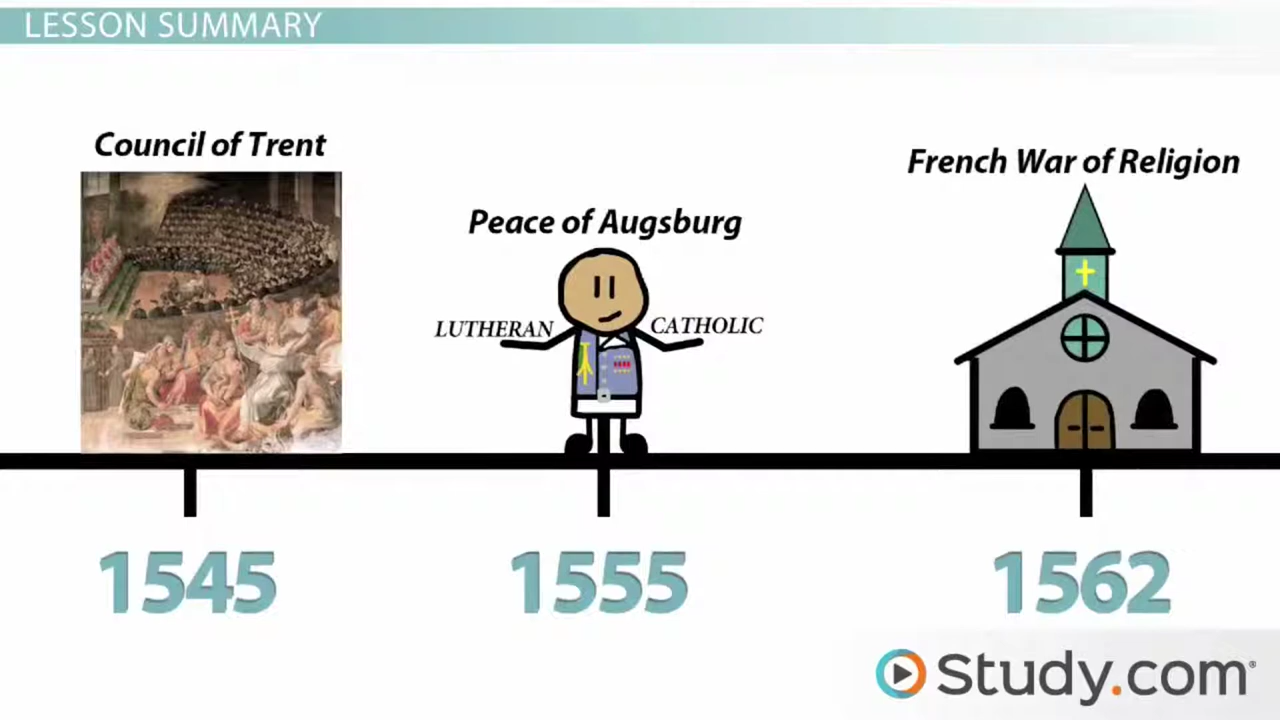 LESSON SUMMARY
Council of Trent
Peace of Augsburg
French War of Religion
LUTHERAN
CATHOLIC
1545
1555
1562
Study.com®